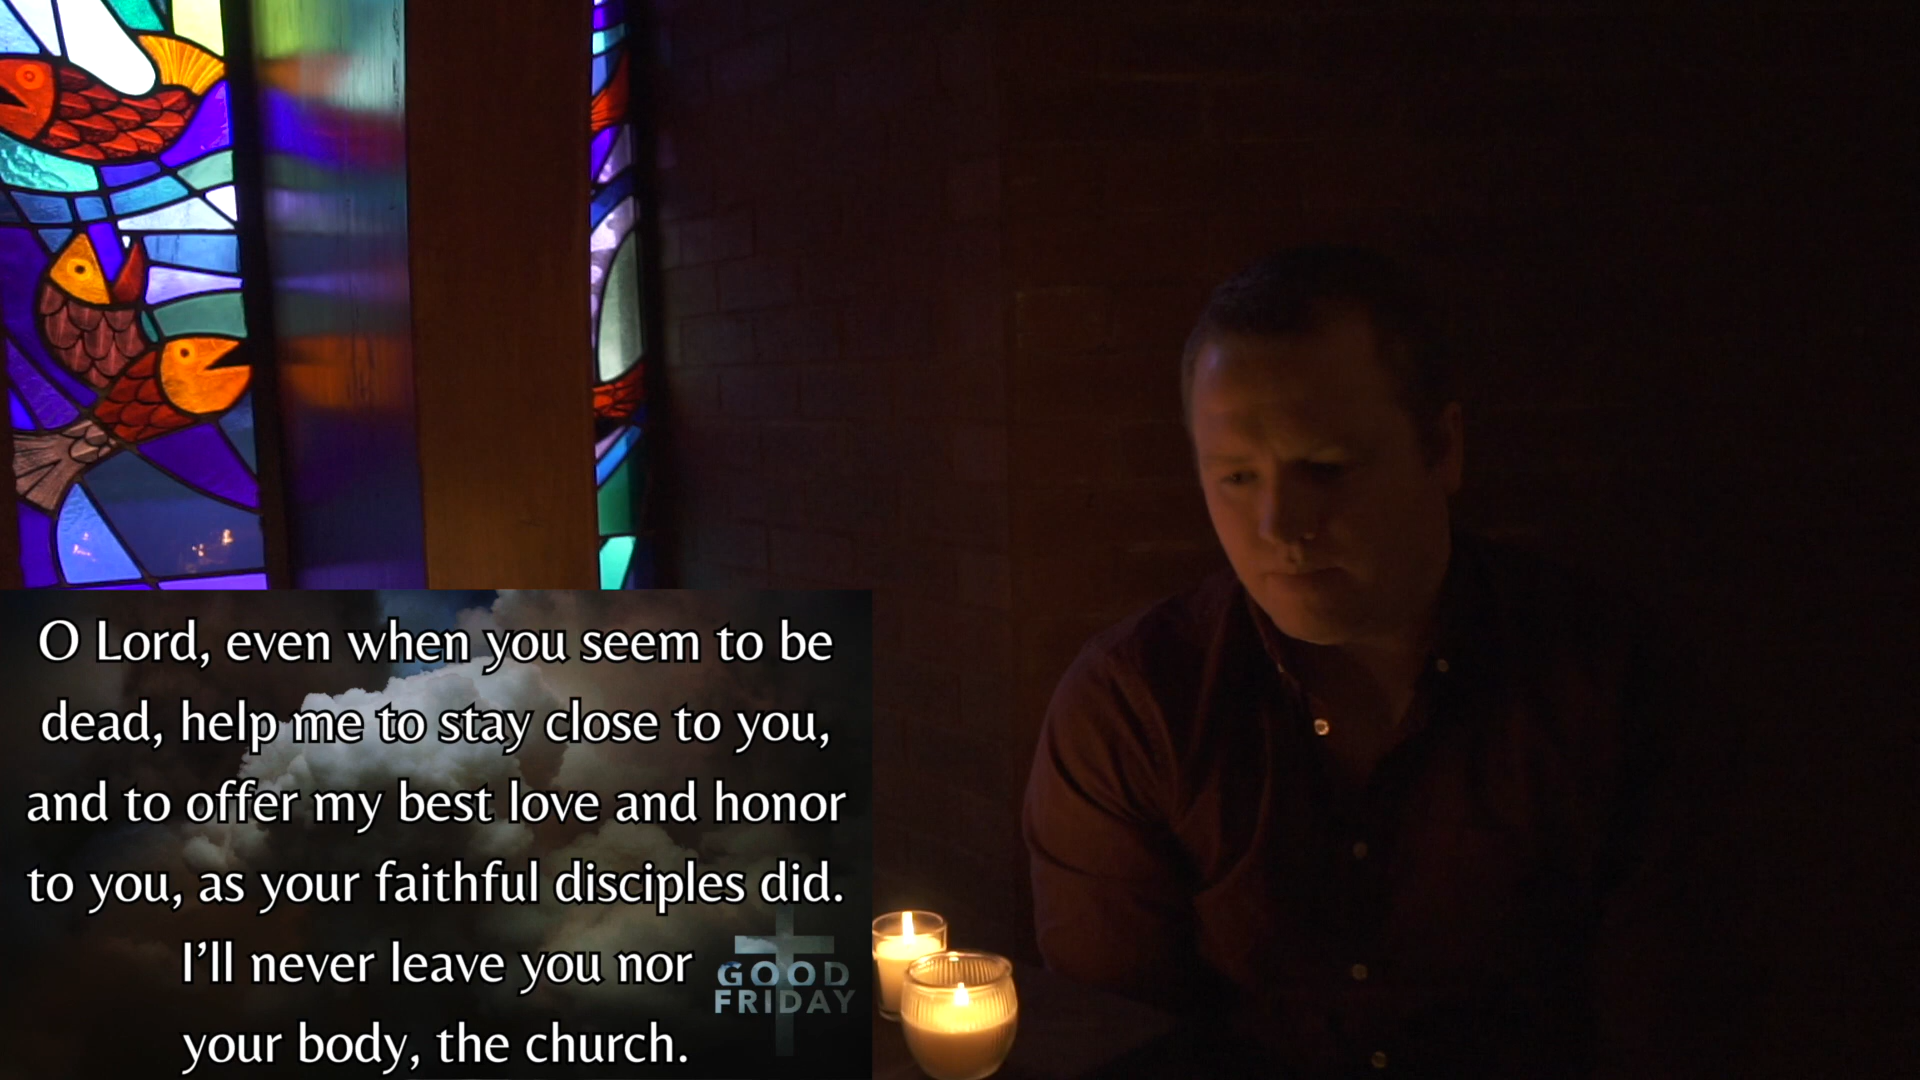 O Lord, even when you seem to be
dead, help me to stay close to you,
and to offer my best love and honor
to you, as your faithful disciples did.
I'll never leave you nor
your body, the church.
GOOD
FRIDAY